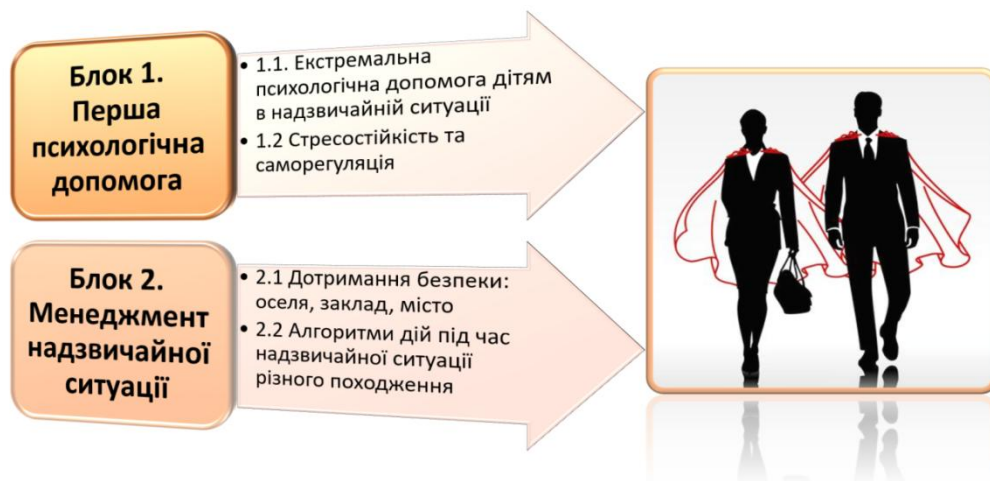 Блок 1.
Перша
психологічна
допомога
• 1.1. Екстремальна
психологічна допомога дітям
в надзвичайній ситуації
• 1.2 Стресостійкість та
саморегуляція
Блок 2.
Менеджмент
надзвичайної
ситуації
• 2.1 Дотримання безпеки:
оселя, заклад, місто
• 2.2 Алгоритми дій під час
надзвичайної ситуації
різного походження